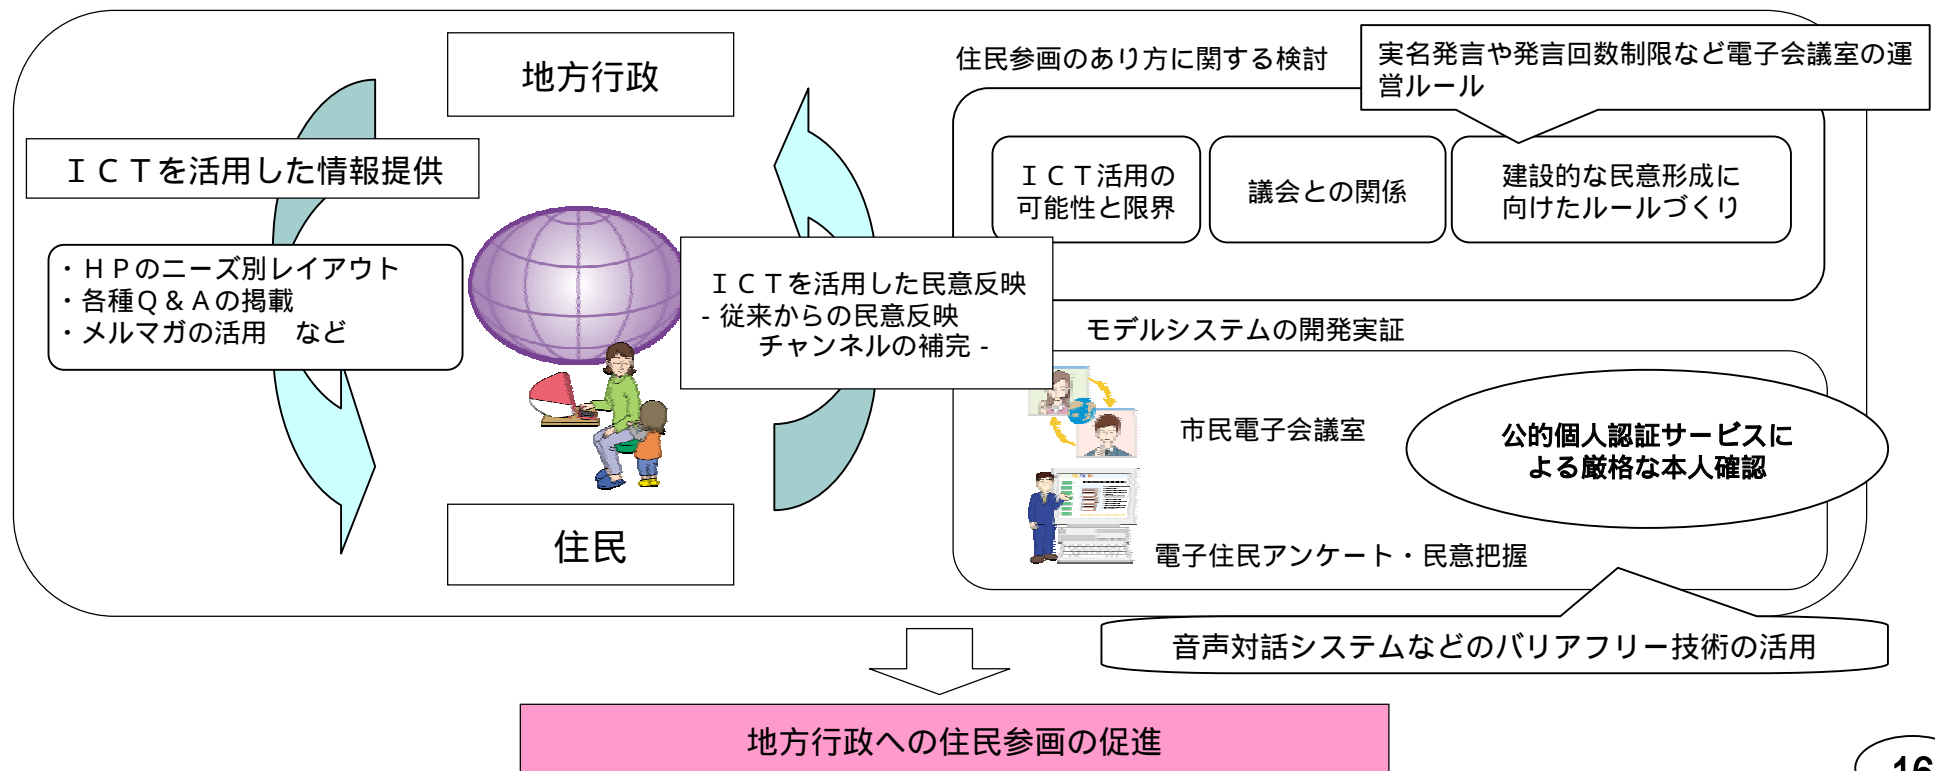 地方行政
ＩＣＴを活用した情報提供
・ＨＰのニーズ別レイアウト
・各種Ｑ＆Ａの掲載
・メルマガの活用　など
ＩＣＴを活用した民意反映
- 従来からの民意反映
チャンネルの補完 -
住民
住民参画のあり方に関する検討
実名発言や発言回数制限など電子会議室の運
営ルール
ＩＣＴ活用の
可能性と限界
議会との関係
建設的な民意形成に
向けたルールづくり
モデルシステムの開発実証
市民電子会議室
公的個人認証サービスに
よる厳格な本人確認
電子住民アンケート・民意把握
音声対話システムなどのバリアフリー技術の活用
地方行政への住民参画の促進
16